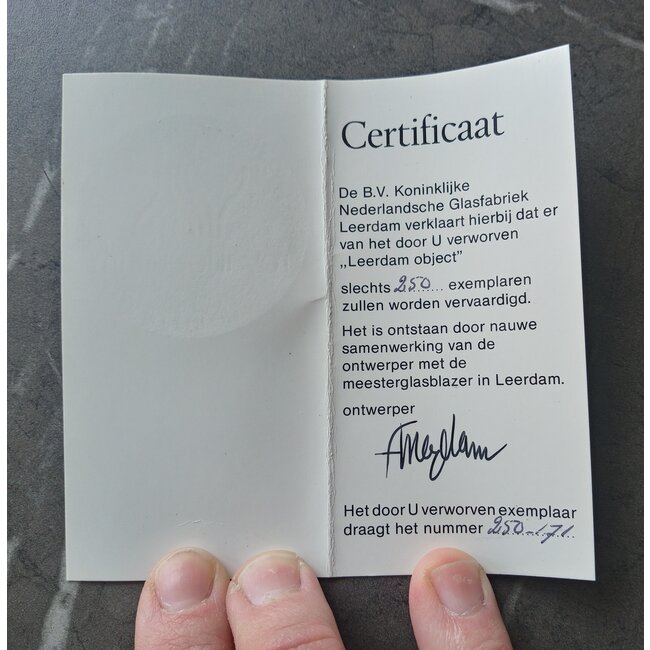 Certificaat
De B.V. Koninklijke
Nederlandsche Glasfabriek
Leerdam verklaart hierbij dat er
van het door U verworven
„Leerdam object”
slechts 250 exemplaren
zullen worden vervaardigd.
Het is ontstaan door nauwe
samenwerking van de
ontwerper met de
meesterglasblazer in Leerdam.
ontwerper
Het door U verworven exemplaar
draagt het nummer 250-171